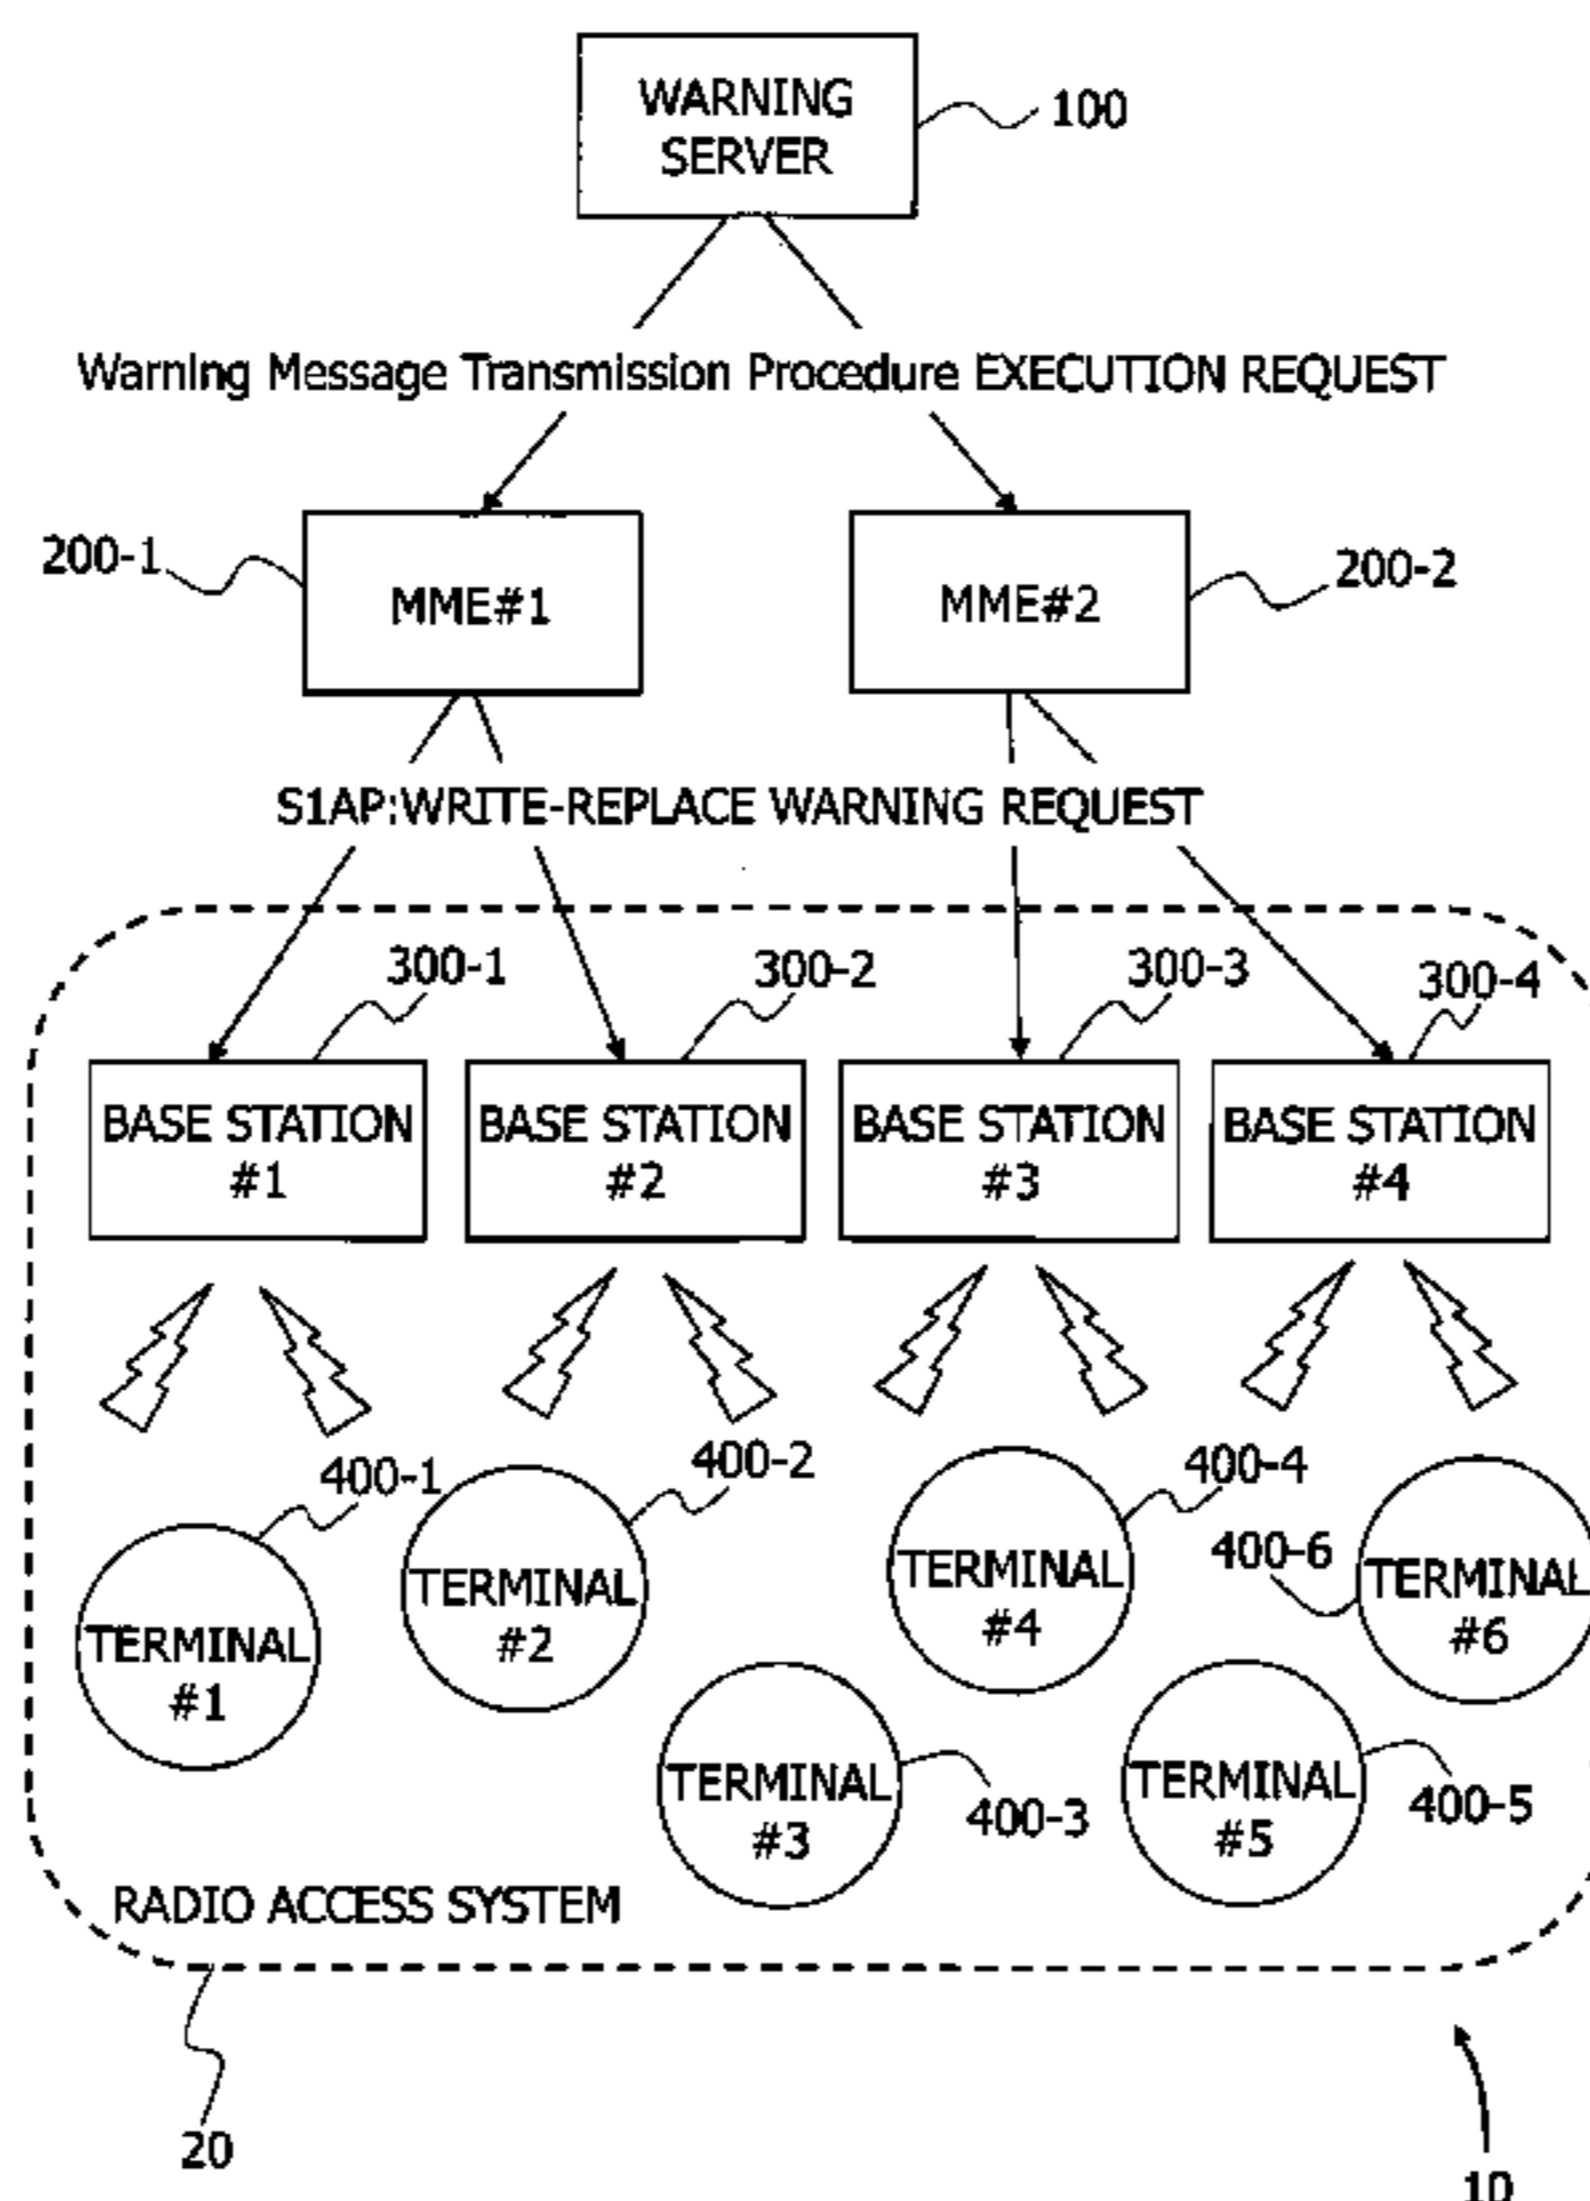 WARNING
SERVER
100
Warning Message Transmission Procedure EXECUTION REQUEST
200-1
MME#1
MME#2
200-2
S1AP:WRITE-REPLACE WARNING REQUEST
300-1
300-2
300-3
300-4
BASE STATION
#1
BASE STATION
#2
BASE STATION
#3
BASE STATION
#4
400-1
400-2
400-4
400-6
TERMINAL
#1
TERMINAL
#2
TERMINAL
#4
TERMINAL
#6
TERMINAL
#3
400-3
TERMINAL
#5
400-5
RADIO ACCESS SYSTEM
20
10